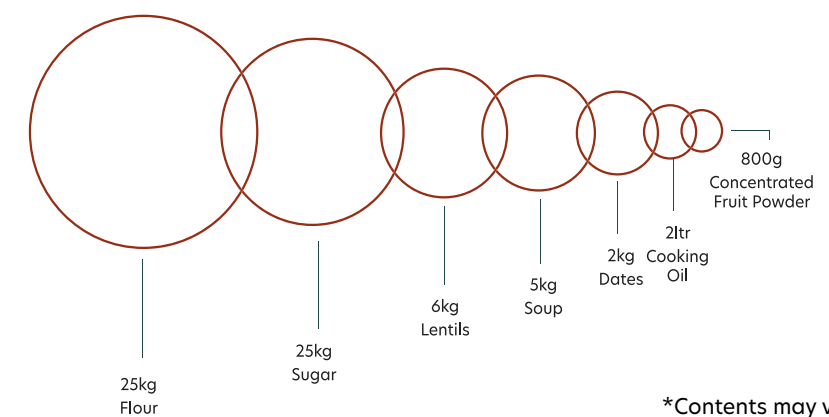 25kg
Flour
25kg
Sugar
6kg
Lentils
5kg
Soup
2kg
Dates
2ltr
Cooking
Oil
800g
Concentrated
Fruit Powder
*Contents may